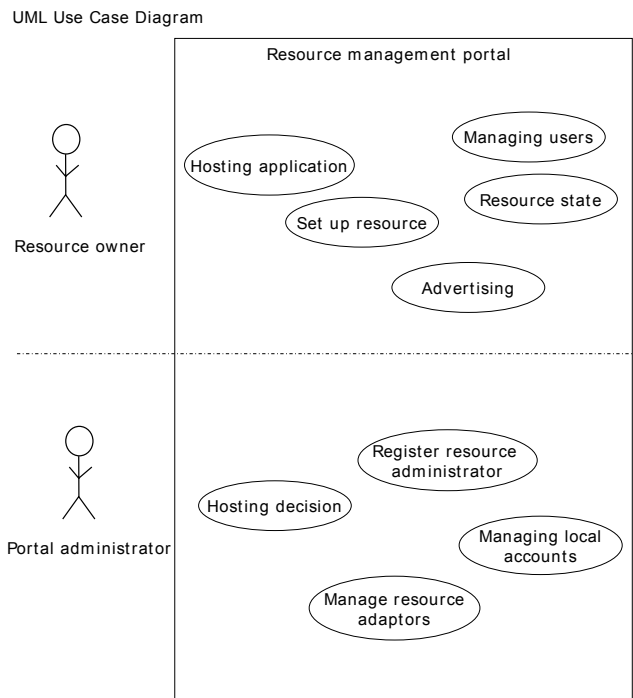 UML Use Case Diagram
Resource management portal
Managing users
Hosting application
Resource state
Set up resource
Resource owner
Advertising
Register resource
administrator
Hosting decision
Managing local
accounts
Portal administrator
Manage resource
adaptors